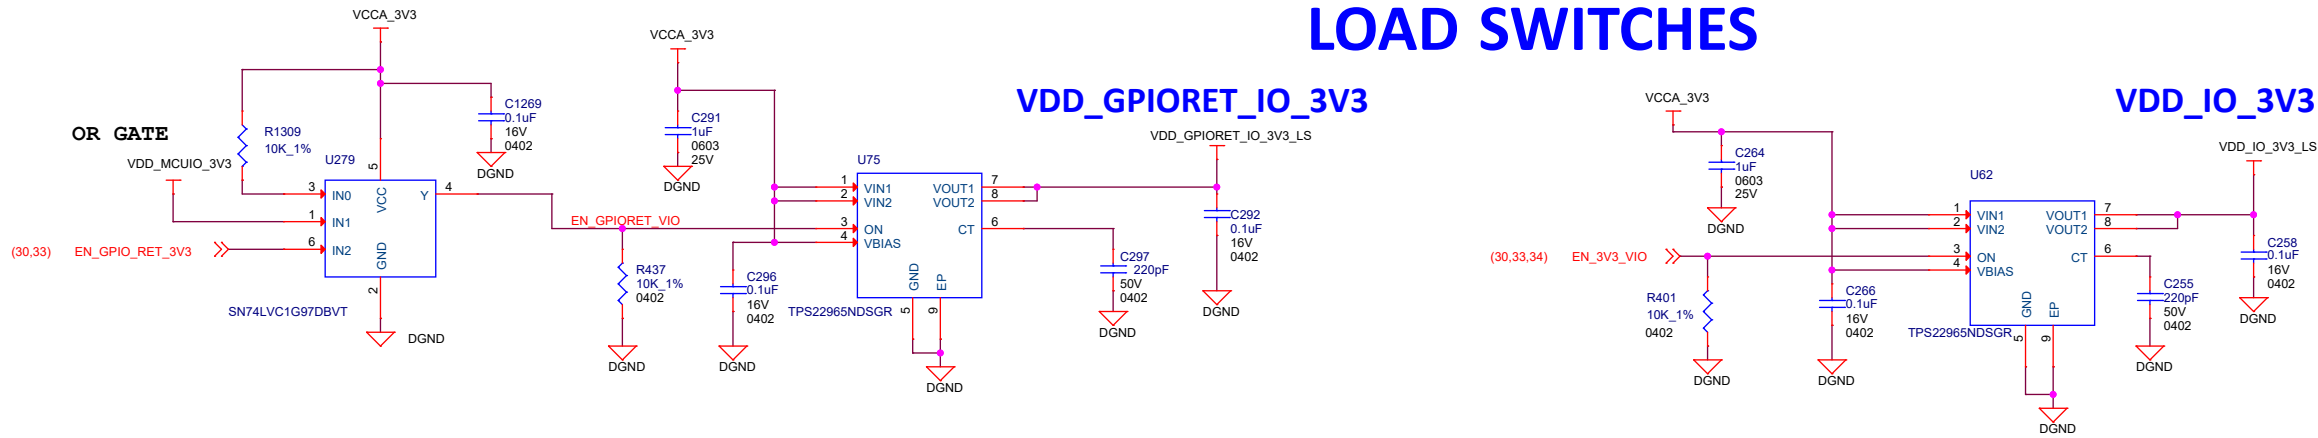 LOAD SWITCHES
VCCA_3V3
OR GATE
R1309
10K_1%
C1269
0.1uF
16V
0402
DGND
VDD_MCUIO_3V3
U279
5
VCC
3
IN0
1
IN1
6
IN2
Y
4
GND
2
(30,33)
EN_GPIO_RET_3V3
SN74LVC1G97DBVT
DGND
VDD_GPIORET_IO_3V3
VCCA_3V3
C291
1uF
0603
25V
DGND
EN_GPIORET_VIO
R437
10K_1%
0402
DGND
C296
0.1uF
16V
0402
DGND
U75
1
VIN1
2
VIN2
3
ON
4
VBIAS
VOUT1
7
VOUT2
8
CT
6
GND
5
EP
9
TPS22965NDSGR
DGND
C297
220pF
50V
0402
DGND
VDD_GPIORET_IO_3V3_LS
C292
0.1uF
16V
0402
DGND
VDD_IO_3V3
VCCA_3V3
C264
1uF
0603
25V
DGND
(30,33,34)
EN_3V3_VIO
R401
10K_1%
0402
DGND
C266
0.1uF
16V
0402
DGND
U62
1
VIN1
2
VIN2
3
ON
4
VBIAS
VOUT1
7
VOUT2
8
CT
6
GND
5
EP
9
TPS22965NDSGR
DGND
C255
220pF
50V
0402
DGND
VDD_IO_3V3_LS
C258
0.1uF
16V
0402
DGND